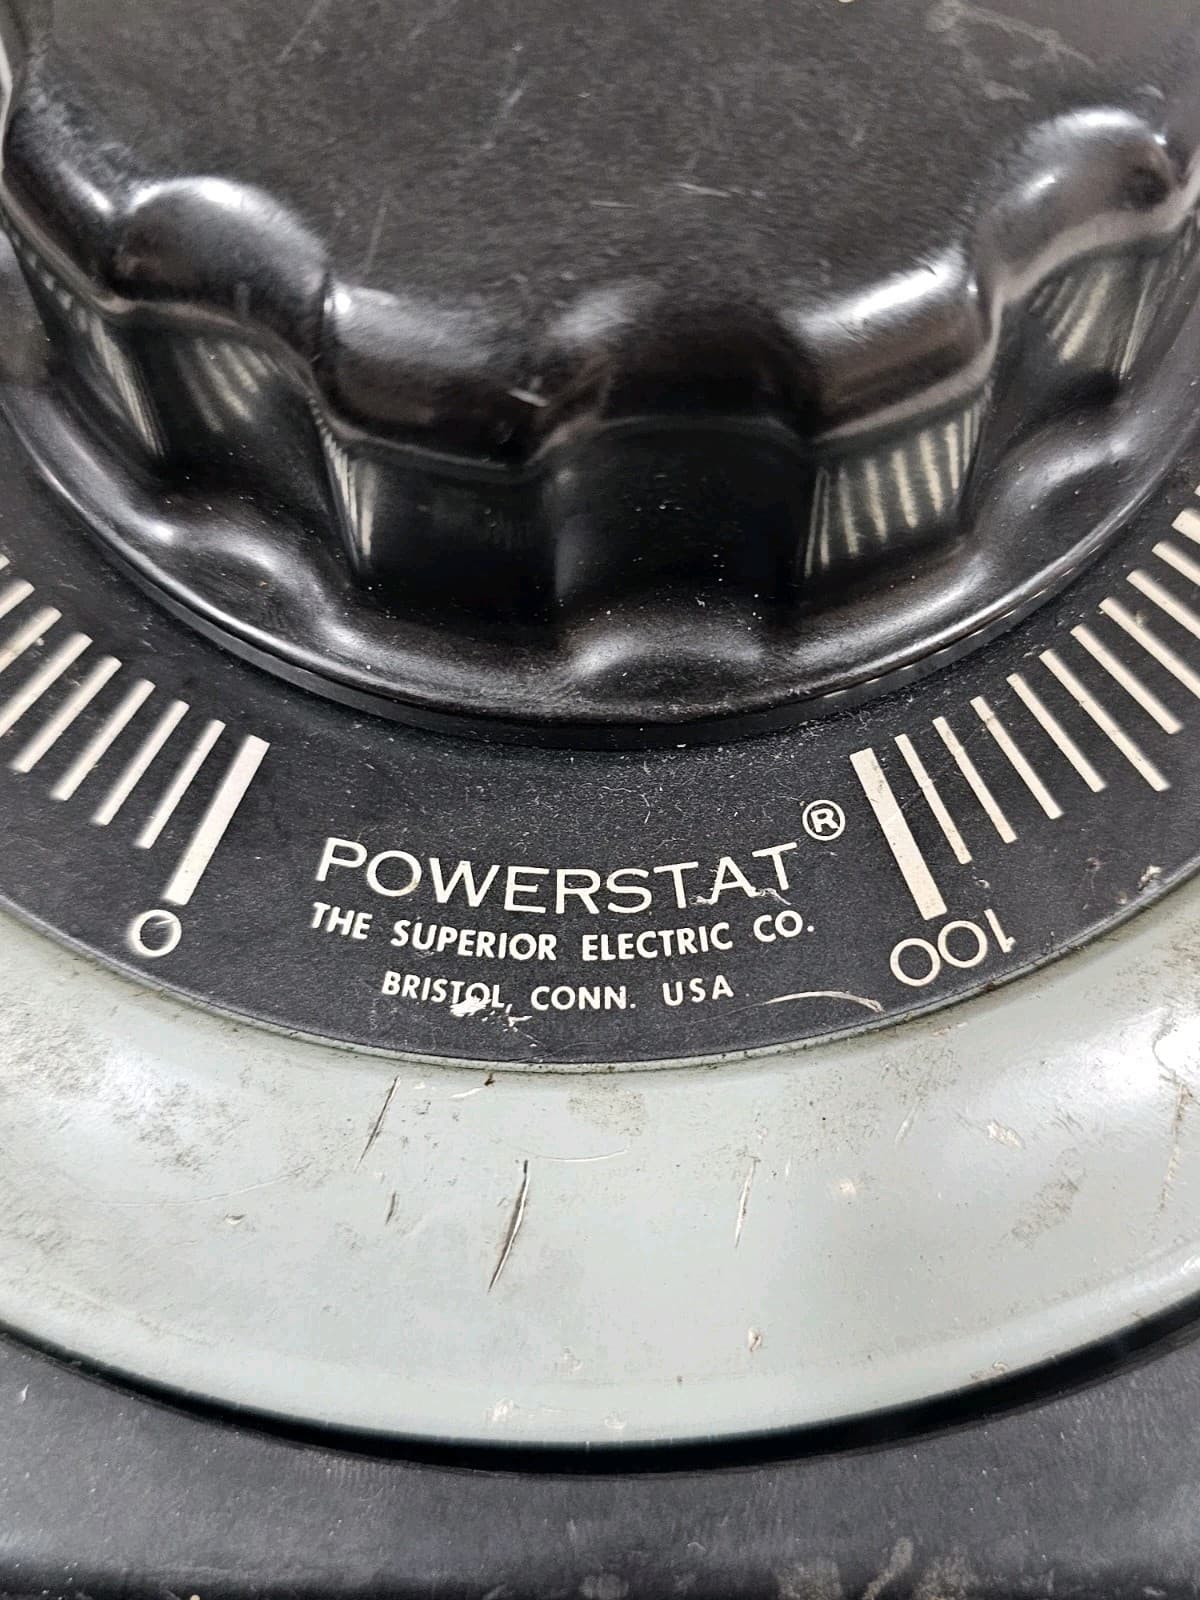 POWERSTAT®
THE SUPERIOR ELECTRIC CO.
BRISTOL, CONN. USA
0
100